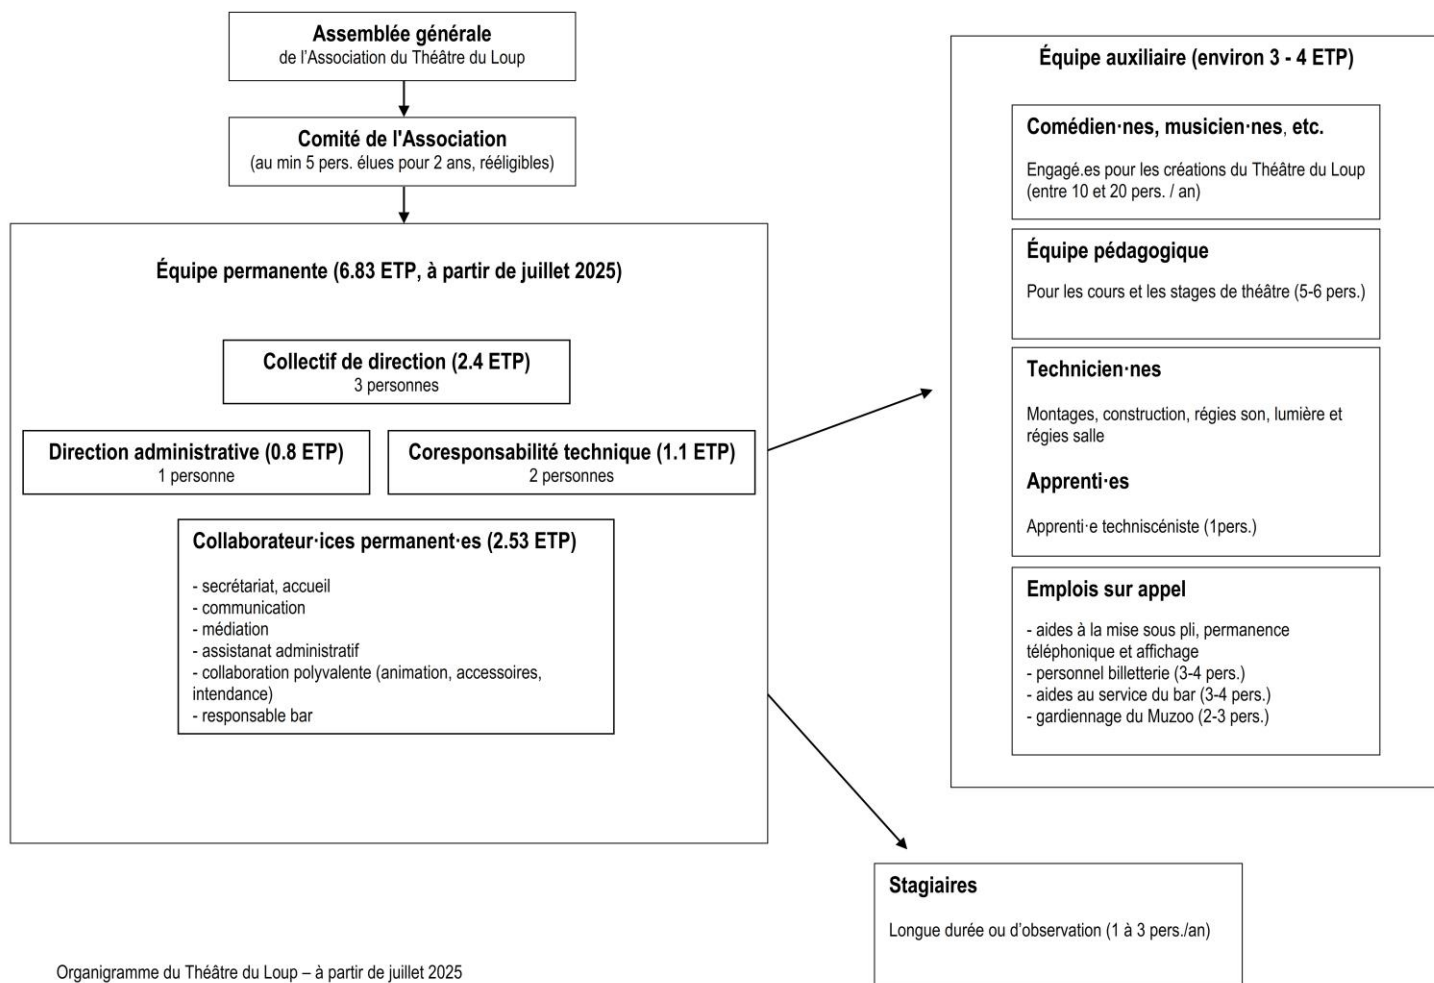 Assemblée générale
de l'Association du Théâtre du Loup
Comité de l'Association
(au min 5 pers. élues pour 2 ans, rééligibles)
Équipe permanente (6.83 ETP, à partir de juillet 2025)
Collectif de direction (2.4 ETP)
3 personnes
Direction administrative (0.8 ETP)
1 personne
Coresponsabilité technique (1.1 ETP)
2 personnes
Collaborateur·ices permanent·es (2.53 ETP)
- secrétariat, accueil
- communication
- médiation
- assistanat administratif
- collaboration polyvalente (animation, accessoires,
intendance)
- responsable bar
Équipe auxiliaire (environ 3 - 4 ETP)
Comédien·nes, musicien·nes, etc.
Engagé.es pour les créations du Théâtre du Loup
(entre 10 et 20 pers. / an)
Équipe pédagogique
Pour les cours et les stages de théâtre (5-6 pers.)
Technicien·nes
Montages, construction, régies son, lumière et
régies salle
Apprenti·es
Apprenti·e techniscéniste (1pers.)
Emplois sur appel
- aides à la mise sous pli, permanence
téléphonique et affichage
- personnel billetterie (3-4 pers.)
- aides au service du bar (3-4 pers.)
- gardiennage du Muzoo (2-3 pers.)
Stagiaires
Longue durée ou d'observation (1 à 3 pers./an)
Organigramme du Théâtre du Loup – à partir de juillet 2025